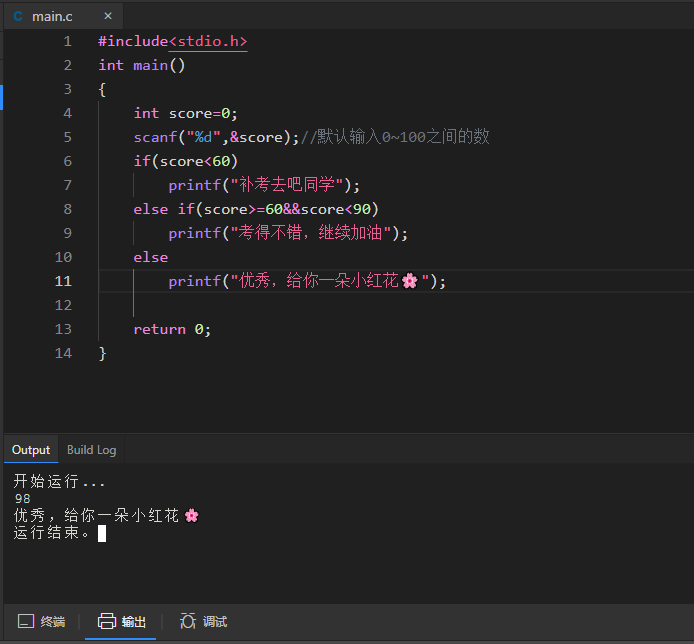 C main.c ×
1 #include<stdio.h>
2 int main()
3 {
4 int score=0;
5 scanf("%d",&score);//默认输入0~100之间的数
6 if(score<60)
7 printf("补考去吧同学");
8 else if(score>=60&&score<90)
9 printf("考得不错，继续加油");
10 else
11 printf("优秀，给你一朵小红花🌸");
12
13 return 0;
14 }
Output Build Log
开始运行...
98
优秀，给你一朵小红花🌸
运行结束。
终端 输出 调试